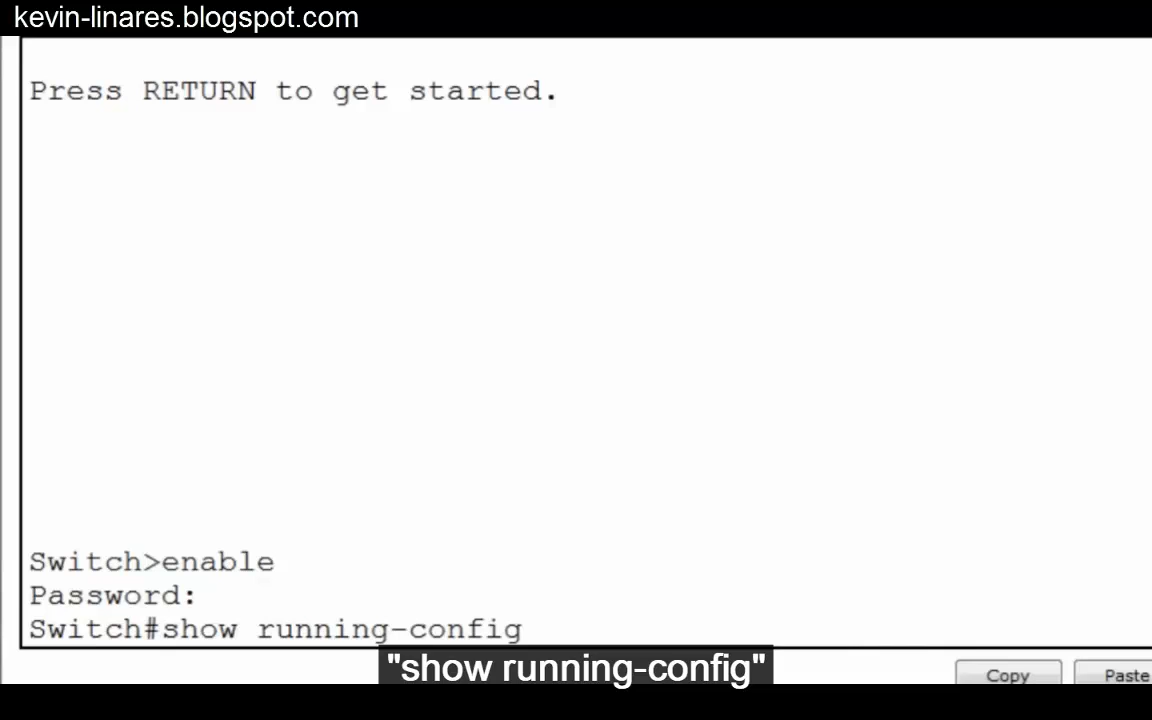 kevin-linares.blogspot.com
Press RETURN to get started.
Switch>enable
Password:
Switch#show running-config
"show running-config"
Copy
Paste